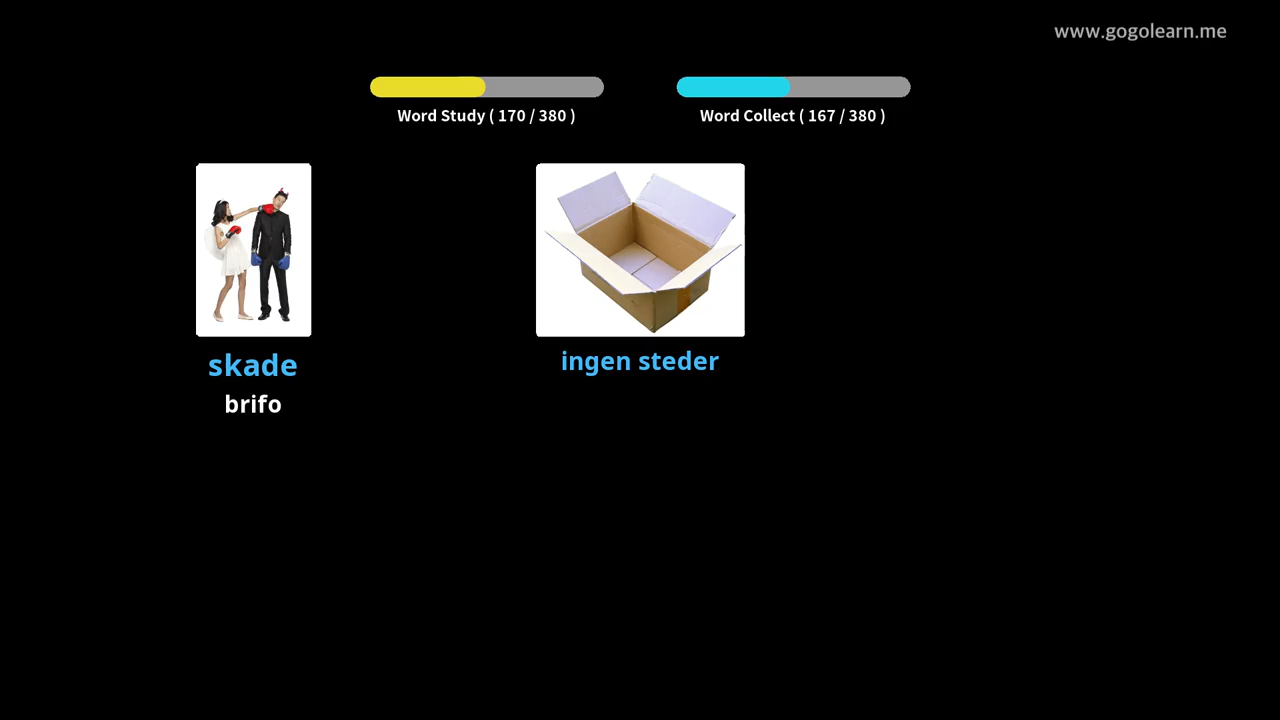 www.gogolearn.me
Word Study ( 170 / 380 )
Word Collect ( 167 / 380 )
skade
brifo
ingen steder